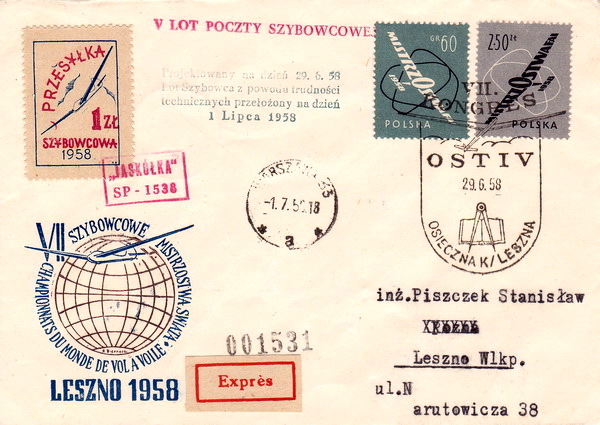 V LOT POCZTY SZYBOWCOWEJ
PRZESYŁKA
1 ZŁ
SZYBOWCOWA
1958
Projektowany na dzień 29. 6. 58
Lot Szybowca z powodu trudności
technicznych przełożony na dzień
1 Lipca 1958
GR 60
MISTRZOSTWA
POLSKA
2·50 zł
POLSKA
VII.
KONGRES
OSTIV
29.6.58
OSIECZNA K/LESZNA
„JASKÓŁKA"
SP - 1538
-1.7.58.18
a
VII SZYBOWCOWE MISTRZOSTWA ŚWIATA
CHAMPIONNATS DU MONDE DE VOL A VOILE
LESZNO 1958
001531
Exprès
inż.Piszczek Stanisław
Leszno Wlkp.
ul.N
arutowicza 38